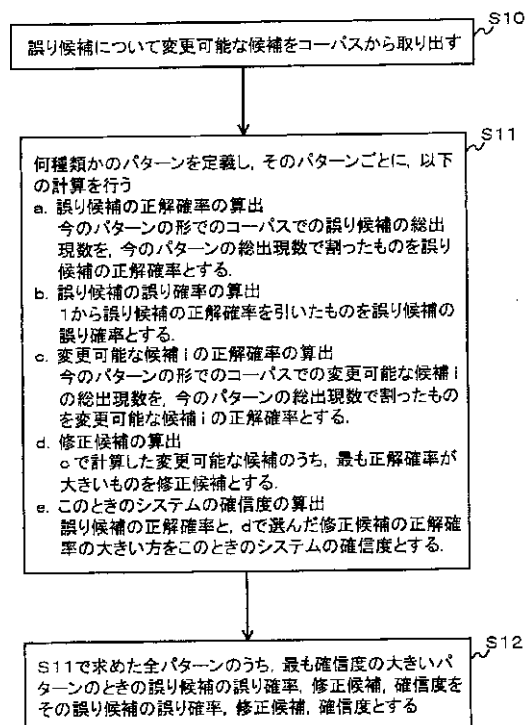 S10
誤り候補について変更可能な候補をコーパスから取り出す
S11
何種類かのパターンを定義し，そのパターンごとに，以下
の計算を行う
a. 誤り候補の正解確率の算出
今のパターンの形でのコーパスでの誤り候補の総出
現数を，今のパターンの総出現数で割ったものを誤り
候補の正解確率とする．
b. 誤り候補の誤り確率の算出
1から誤り候補の正解確率を引いたものを誤り候補の
誤り確率とする．
c. 変更可能な候補iの正解確率の算出
今のパターンの形でのコーパスでの変更可能な候補i
の総出現数を，今のパターンの総出現数で割ったもの
を変更可能な候補iの正解確率とする．
d. 修正候補の算出
cで計算した変更可能な候補のうち，最も正解確率が
大きいものを修正候補とする．
e. このときのシステムの確信度の算出
誤り候補の正解確率と，dで選んだ修正候補の正解確
率の大きい方をこのときのシステムの確信度とする．
S12
S11で求めた全パターンのうち，最も確信度の大きいパ
ターンのときの誤り候補の誤り確率，修正候補，確信度を
その誤り候補の誤り確率，修正候補，確信度とする